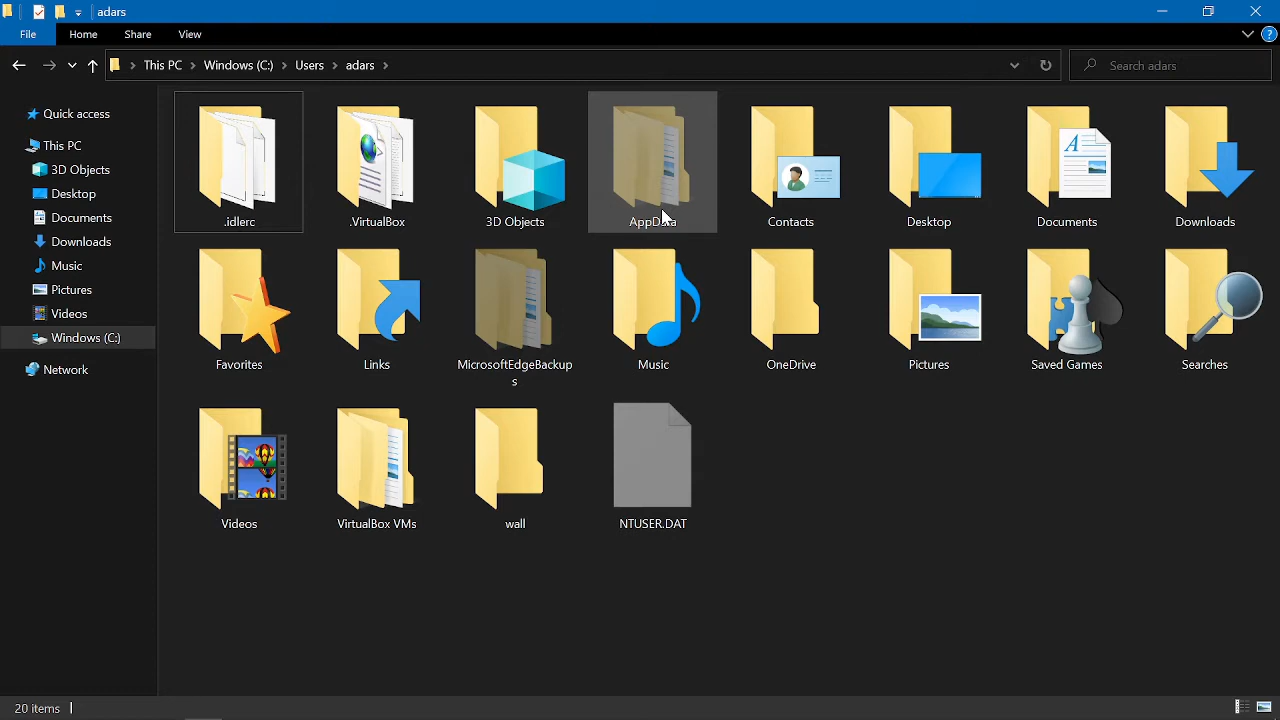 adars
File
Home
Share
View
?
This PC
Windows (C:)
Users
adars
Search adars
Quick access
This PC
3D Objects
Desktop
Documents
Downloads
Music
Pictures
Videos
Windows (C:)
Network
.idlerc
.VirtualBox
3D Objects
AppData
Contacts
Desktop
Documents
Downloads
Favorites
Links
MicrosoftEdgeBackup
s
Music
OneDrive
Pictures
Saved Games
Searches
Videos
VirtualBox VMs
wall
NTUSER.DAT
20 items